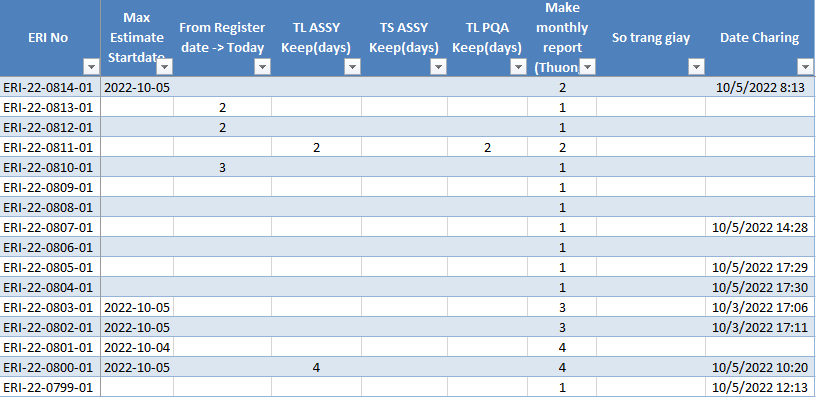 ERI No | Max Estimate Startdate | From Register date -> Today | TL ASSY Keep(days) | TS ASSY Keep(days) | TL PQA Keep(days) | Make monthly report (Thuong | So trang giay | Date Charing
ERI-22-0814-01 | 2022-10-05 | | | | | 2 | | 10/5/2022 8:13
ERI-22-0813-01 | | 2 | | | | 1 | |
ERI-22-0812-01 | | 2 | | | | 1 | |
ERI-22-0811-01 | | | 2 | | 2 | 2 | |
ERI-22-0810-01 | | 3 | | | | 1 | |
ERI-22-0809-01 | | | | | | 1 | |
ERI-22-0808-01 | | | | | | 1 | |
ERI-22-0807-01 | | | | | | 1 | | 10/5/2022 14:28
ERI-22-0806-01 | | | | | | 1 | |
ERI-22-0805-01 | | | | | | 1 | | 10/5/2022 17:29
ERI-22-0804-01 | | | | | | 1 | | 10/5/2022 17:30
ERI-22-0803-01 | 2022-10-05 | | | | | 3 | | 10/3/2022 17:06
ERI-22-0802-01 | 2022-10-05 | | | | | 3 | | 10/3/2022 17:11
ERI-22-0801-01 | 2022-10-04 | | | | | 4 | |
ERI-22-0800-01 | 2022-10-05 | | 4 | | | 4 | | 10/5/2022 10:20
ERI-22-0799-01 | | | | | | 1 | | 10/5/2022 12:13